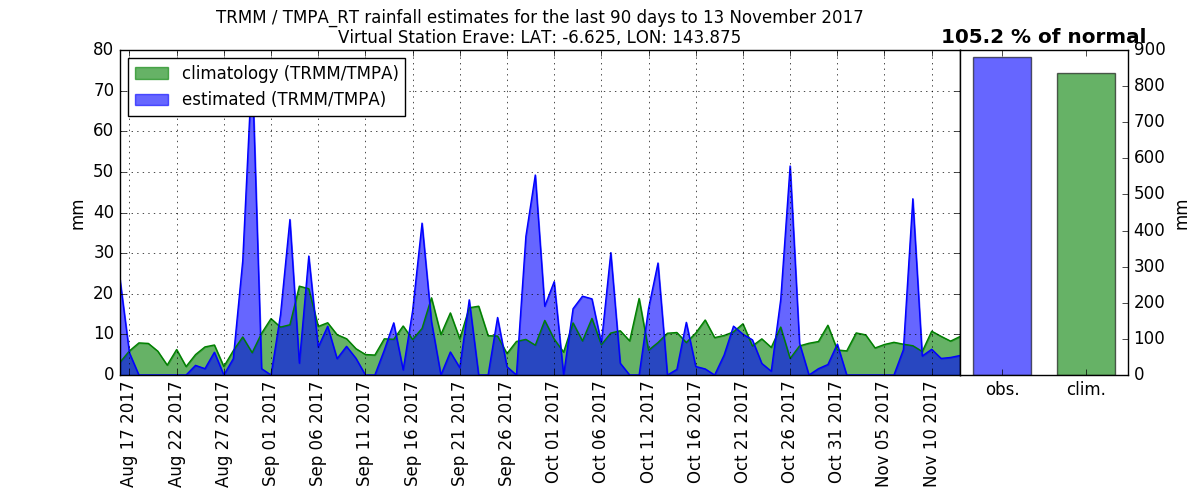 TRMM / TMPA_RT rainfall estimates for the last 90 days to 13 November 2017
Virtual Station Erave: LAT: -6.625, LON: 143.875
105.2 % of normal
climatology (TRMM/TMPA)
estimated (TRMM/TMPA)
mm
80
70
60
50
40
30
20
10
0
900
800
700
600
500
400
300
200
100
0
mm
Aug 17 2017
Aug 22 2017
Aug 27 2017
Sep 01 2017
Sep 06 2017
Sep 11 2017
Sep 16 2017
Sep 21 2017
Sep 26 2017
Oct 01 2017
Oct 06 2017
Oct 11 2017
Oct 16 2017
Oct 21 2017
Oct 26 2017
Oct 31 2017
Nov 05 2017
Nov 10 2017
obs.
clim.